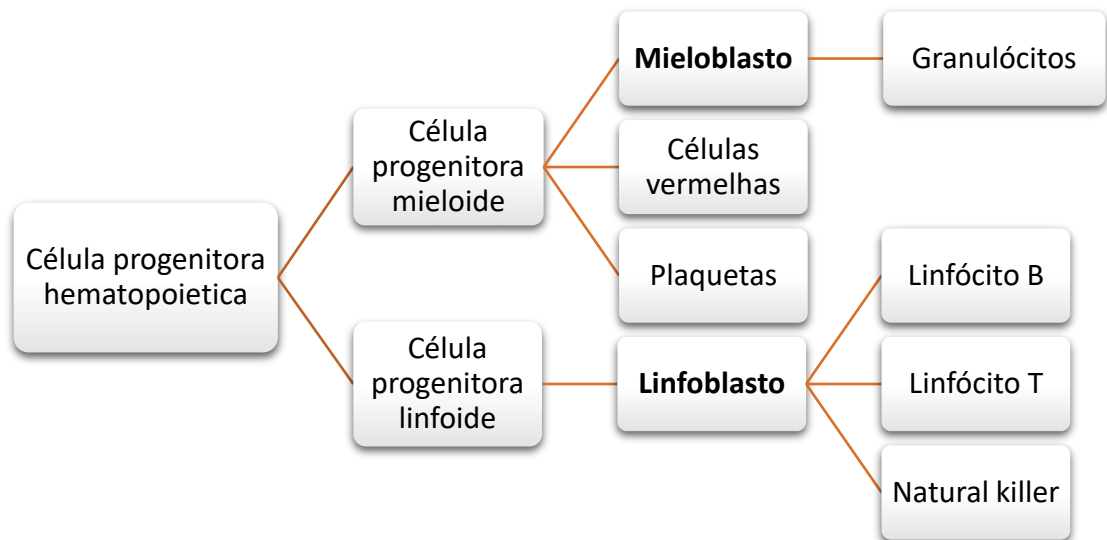 Célula progenitora
hematopoietica
Célula
progenitora
mieloide
Mieloblasto
Granulócitos
Células
vermelhas
Plaquetas
Célula
progenitora
linfoide
Linfoblasto
Linfócito B
Linfócito T
Natural killer